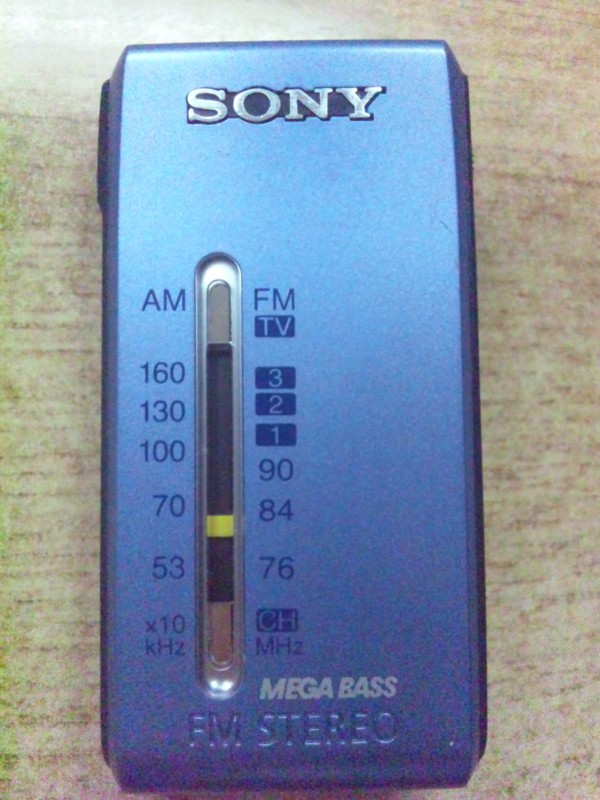 SONY
AM FM
TV
160 3
130 2
100 1
90
70 84
53 76
x10 CH
kHz MHz
MEGA BASS
FM STEREO